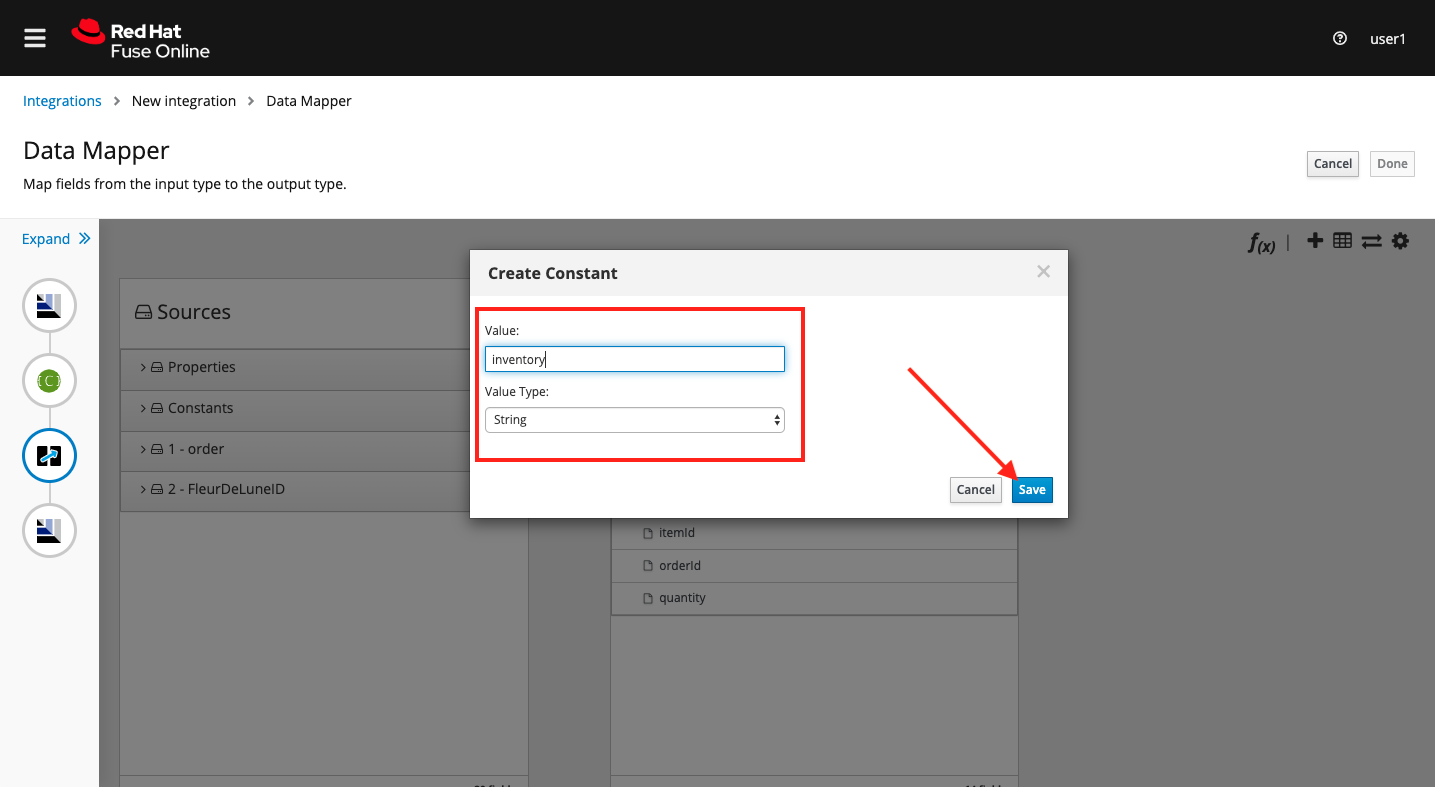 Red Hat
Fuse Online
user1
Integrations > New integration > Data Mapper
Data Mapper
Map fields from the input type to the output type.
Cancel Done
Expand
f(x)
Create Constant
Sources
Value:
inventory
Properties
Value Type:
Constants
String
1 - order
2 - FleurDeLuneID
Cancel Save
itemId
orderId
quantity